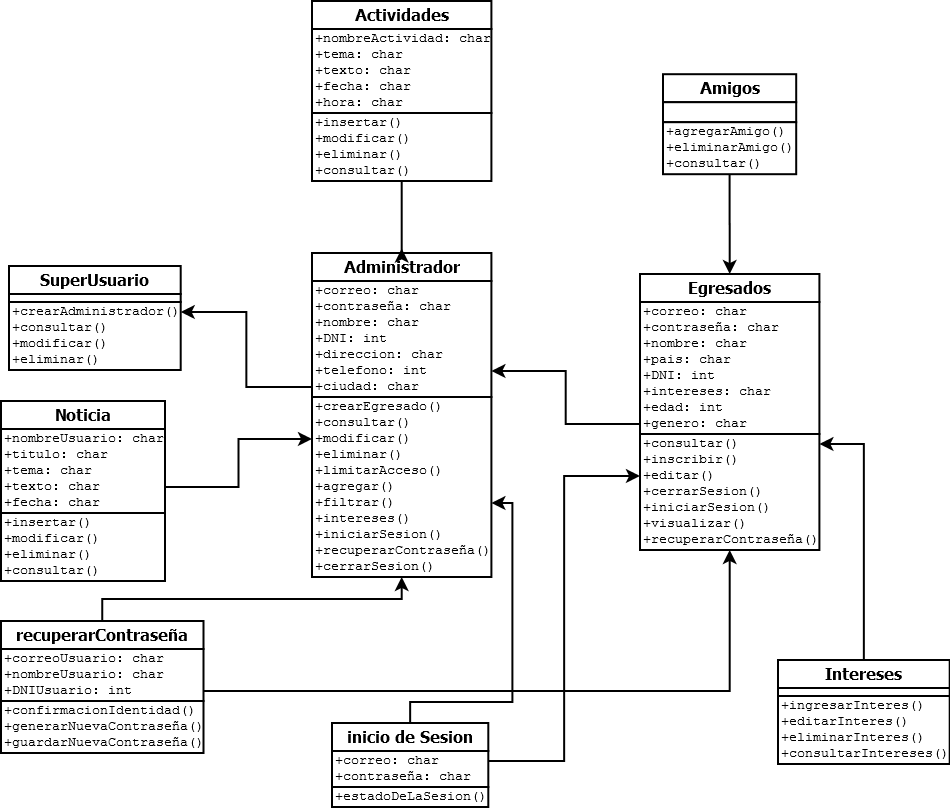 Actividades
+nombreActividad: char
+tema: char
+texto: char
+fecha: char
+hora: char
+insertar()
+modificar()
+eliminar()
+consultar()
Amigos
+agregarAmigo()
+eliminarAmigo()
+consultar()
SuperUsuario
+crearAdministrador()
+consultar()
+modificar()
+eliminar()
Administrador
+correo: char
+contraseña: char
+nombre: char
+DNI: int
+direccion: char
+telefono: int
+ciudad: char
+crearEgresado()
+consultar()
+modificar()
+eliminar()
+limitarAcceso()
+agregar()
+filtrar()
+intereses()
+iniciarSesion()
+recuperarContraseña()
+cerrarSesion()
Egresados
+correo: char
+contraseña: char
+nombre: char
+pais: char
+DNI: int
+intereses: char
+edad: int
+genero: char
+consultar()
+inscribir()
+editar()
+cerrarSesion()
+iniciarSesion()
+visualizar()
+recuperarContraseña()
Noticia
+nombreUsuario: char
+titulo: char
+tema: char
+texto: char
+fecha: char
+insertar()
+modificar()
+eliminar()
+consultar()
recuperarContraseña
+correoUsuario: char
+nombreUsuario: char
+DNIUsuario: int
+confirmacionIdentidad()
+generarNuevaContraseña()
+guardarNuevaContraseña()
inicio de Sesion
+correo: char
+contraseña: char
+estadoDeLaSesion()
Intereses
+ingresarInteres()
+editarInteres()
+eliminarInteres()
+consultarIntereses()